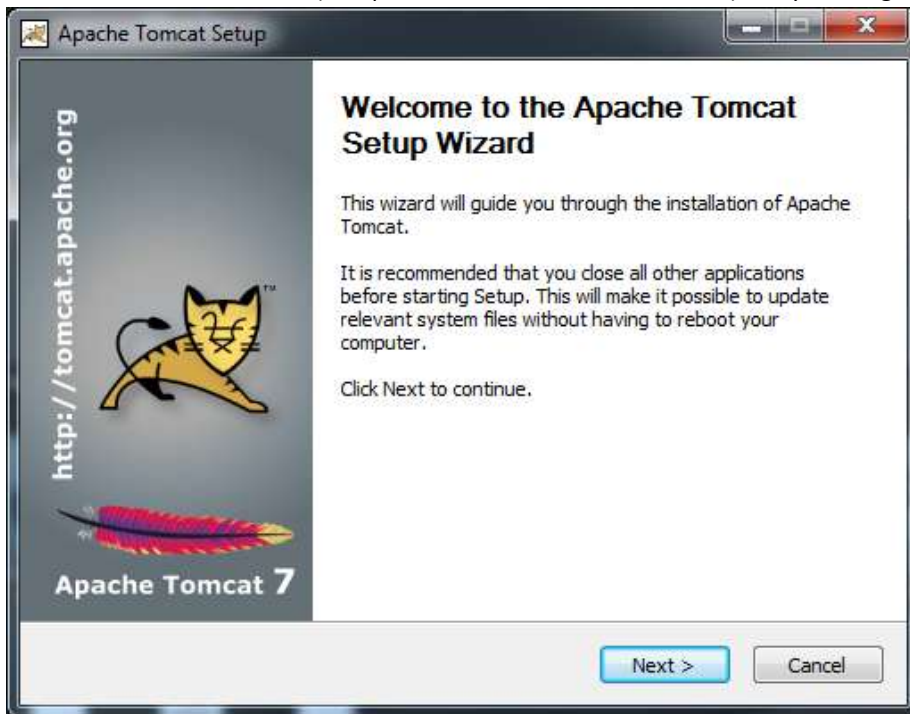 Apache Tomcat Setup
http://tomcat.apache.org
Welcome to the Apache Tomcat
Setup Wizard
This wizard will guide you through the installation of Apache
Tomcat.
It is recommended that you close all other applications
before starting Setup. This will make it possible to update
relevant system files without having to reboot your
computer.
Click Next to continue.
TM
Apache Tomcat 7
Next >
Cancel